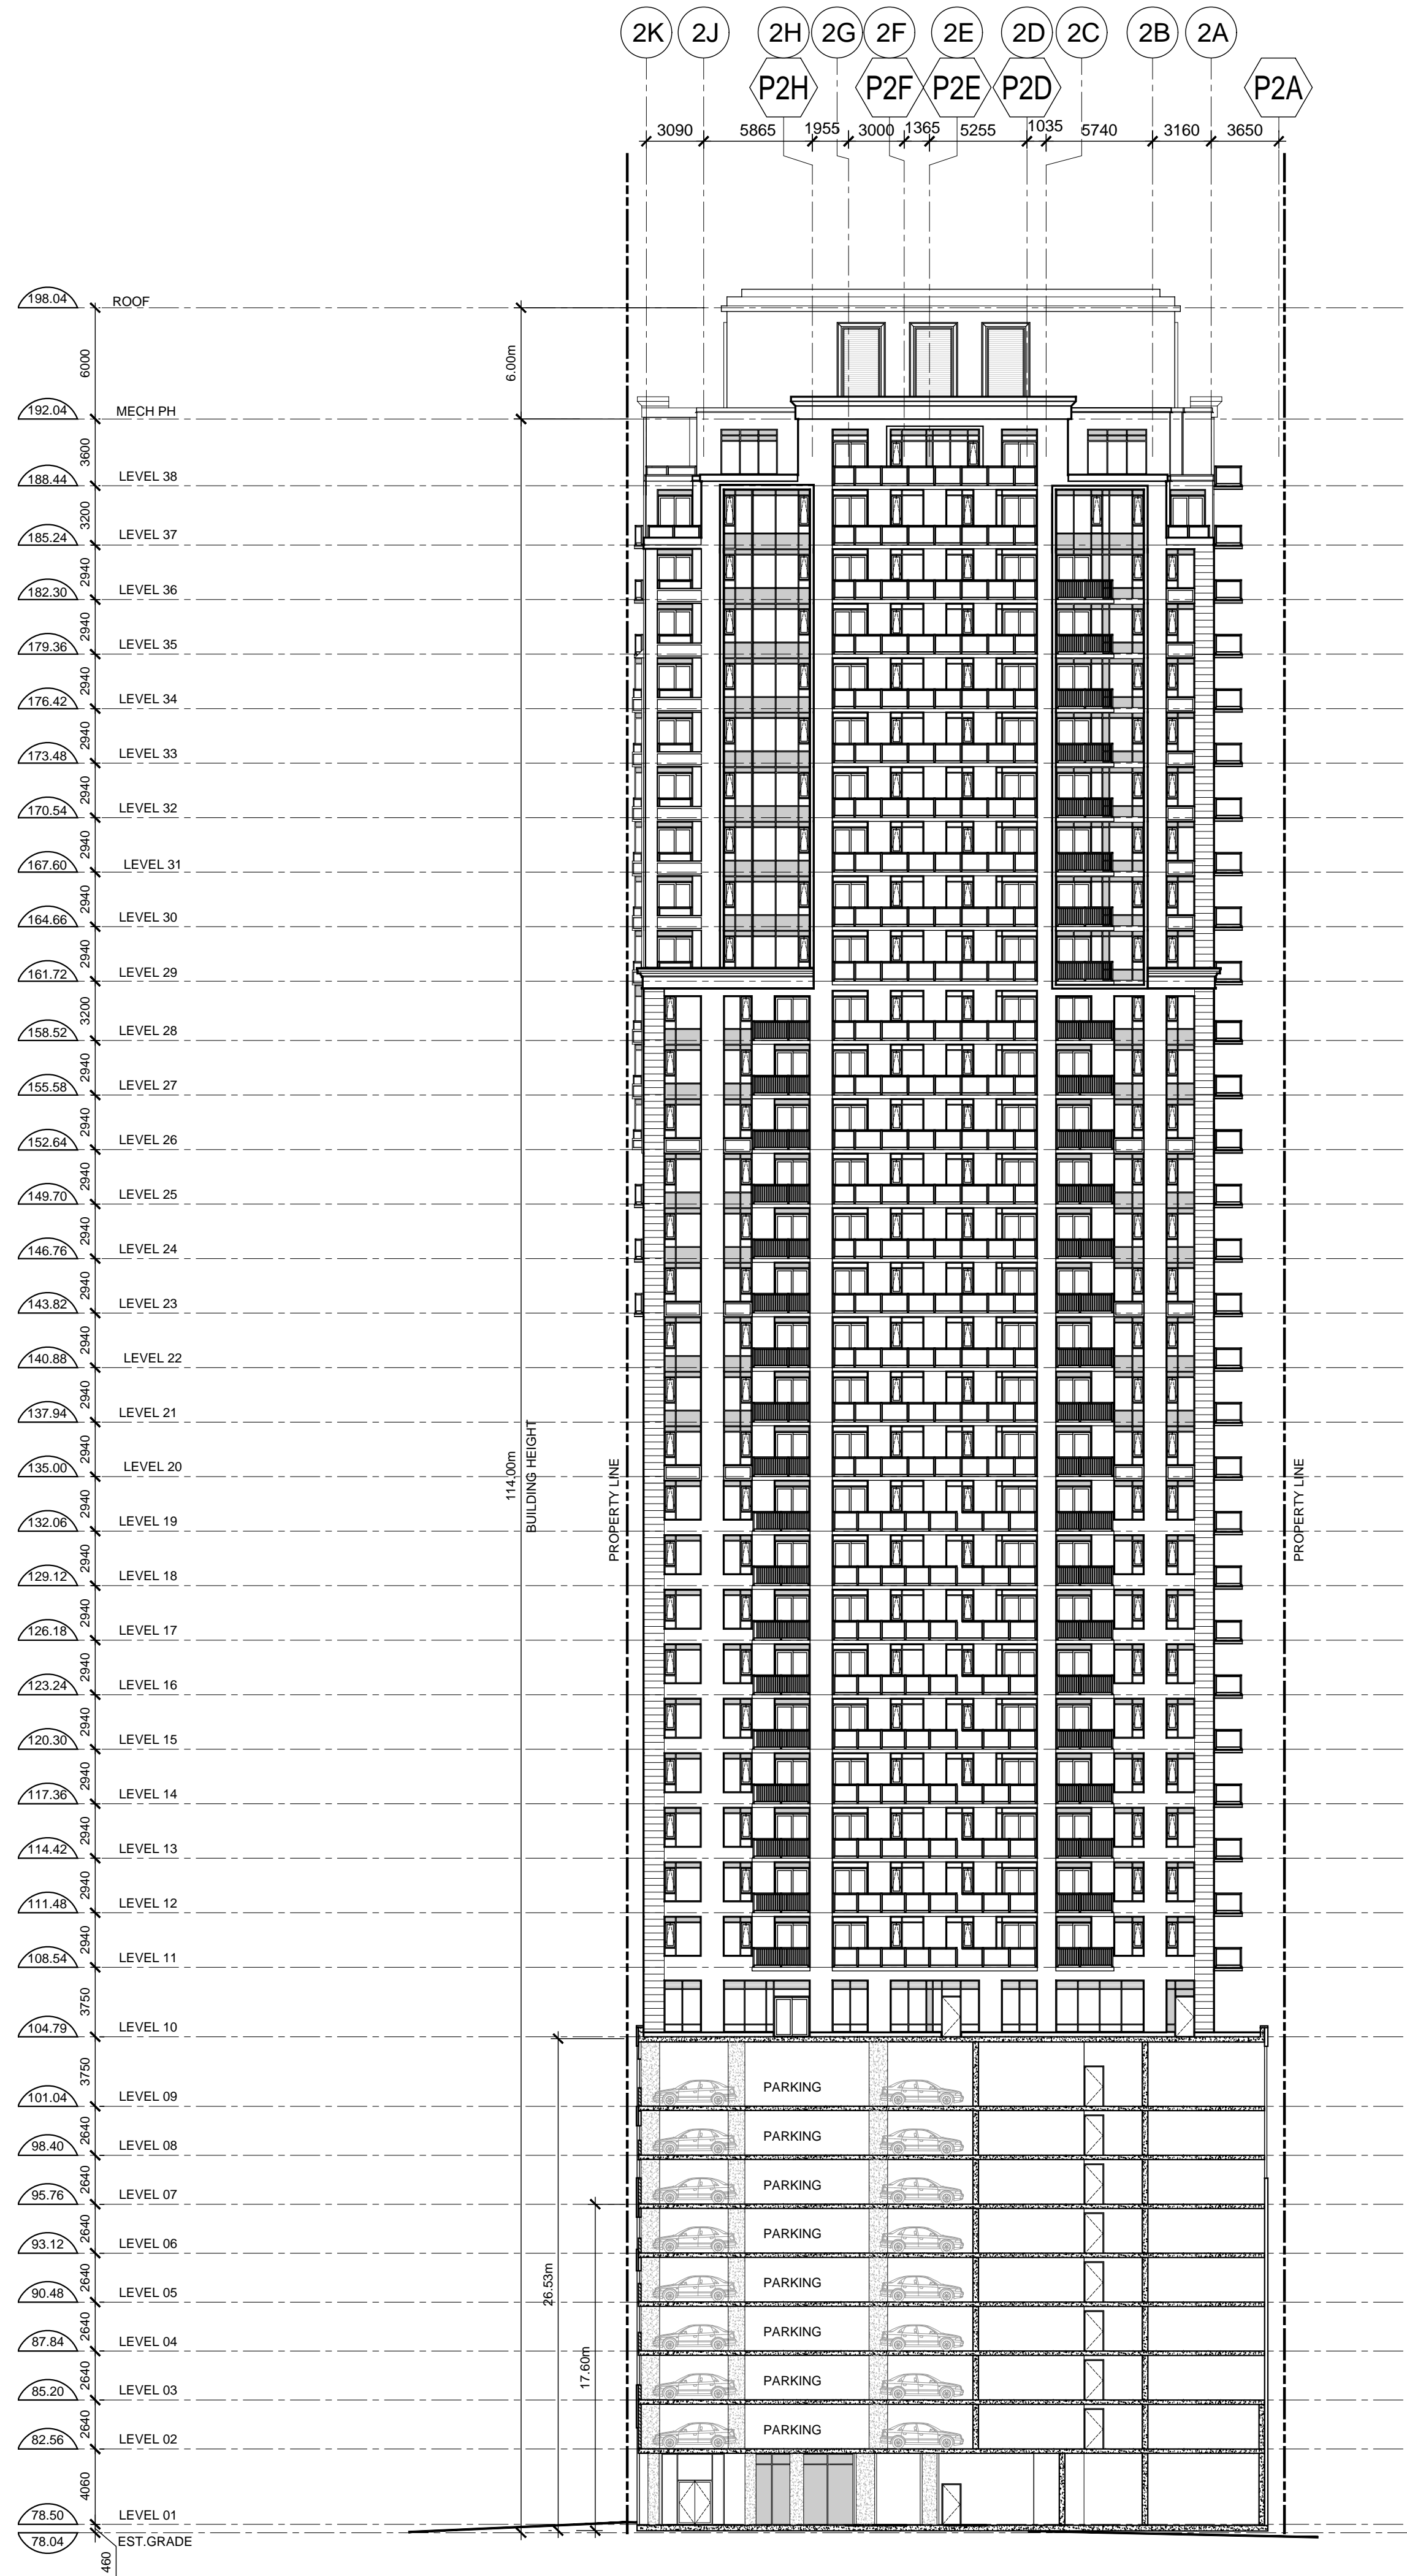 2K 2J 2H 2G 2F 2E 2D 2C 2B 2A
P2H P2F P2E P2D P2A
3090 5865 1955 3000 1365 5255 1035 5740 3160 3650
198.04 ROOF
6000
6.00m
192.04 MECH PH
3600
188.44 LEVEL 38
3200
185.24 LEVEL 37
2940
182.30 LEVEL 36
2940
179.36 LEVEL 35
2940
176.42 LEVEL 34
2940
173.48 LEVEL 33
2940
170.54 LEVEL 32
2940
167.60 LEVEL 31
2940
164.66 LEVEL 30
2940
161.72 LEVEL 29
3200
158.52 LEVEL 28
2940
155.58 LEVEL 27
2940
152.64 LEVEL 26
2940
149.70 LEVEL 25
2940
146.76 LEVEL 24
2940
143.82 LEVEL 23
2940
140.88 LEVEL 22
2940
137.94 LEVEL 21
2940
135.00 LEVEL 20
114.00m
BUILDING HEIGHT
PROPERTY LINE
PROPERTY LINE
2940
132.06 LEVEL 19
2940
129.12 LEVEL 18
2940
126.18 LEVEL 17
2940
123.24 LEVEL 16
2940
120.30 LEVEL 15
2940
117.36 LEVEL 14
2940
114.42 LEVEL 13
2940
111.48 LEVEL 12
2940
108.54 LEVEL 11
3750
104.79 LEVEL 10
3750
PARKING
101.04 LEVEL 09
2640
PARKING
98.40 LEVEL 08
2640
PARKING
95.76 LEVEL 07
2640
PARKING
93.12 LEVEL 06
2640
26.53m
PARKING
90.48 LEVEL 05
2640
PARKING
87.84 LEVEL 04
2640
17.60m
PARKING
85.20 LEVEL 03
2640
PARKING
82.56 LEVEL 02
4060
78.50 LEVEL 01
78.04 EST.GRADE
460